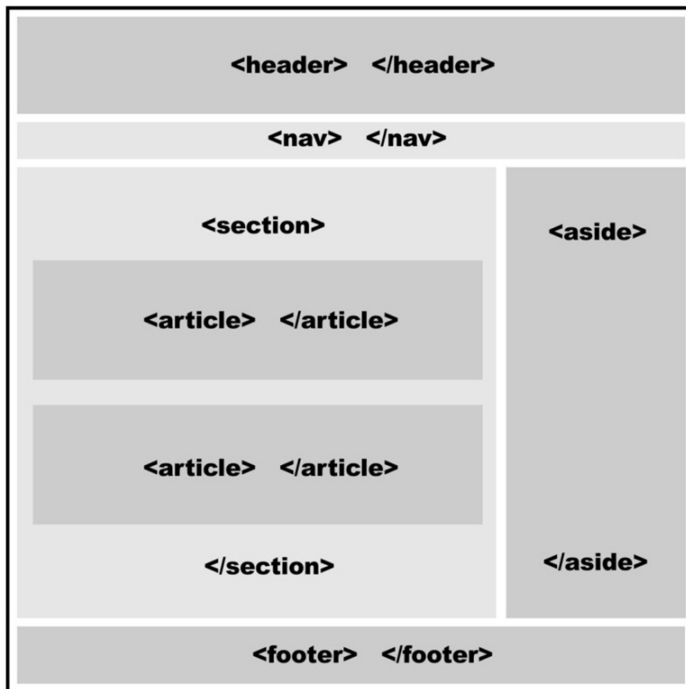 <header> </header>
<nav> </nav>
<section>
<article> </article>
<article> </article>
</section>
<aside>
</aside>
<footer> </footer>